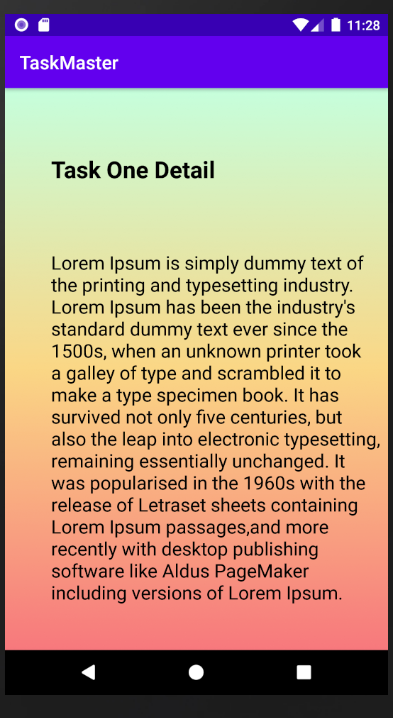 11:28
TaskMaster
Task One Detail
Lorem Ipsum is simply dummy text of
the printing and typesetting industry.
Lorem Ipsum has been the industry's
standard dummy text ever since the
1500s, when an unknown printer took
a galley of type and scrambled it to
make a type specimen book. It has
survived not only five centuries, but
also the leap into electronic typesetting,
remaining essentially unchanged. It
was popularised in the 1960s with the
release of Letraset sheets containing
Lorem Ipsum passages,and more
recently with desktop publishing
software like Aldus PageMaker
including versions of Lorem Ipsum.